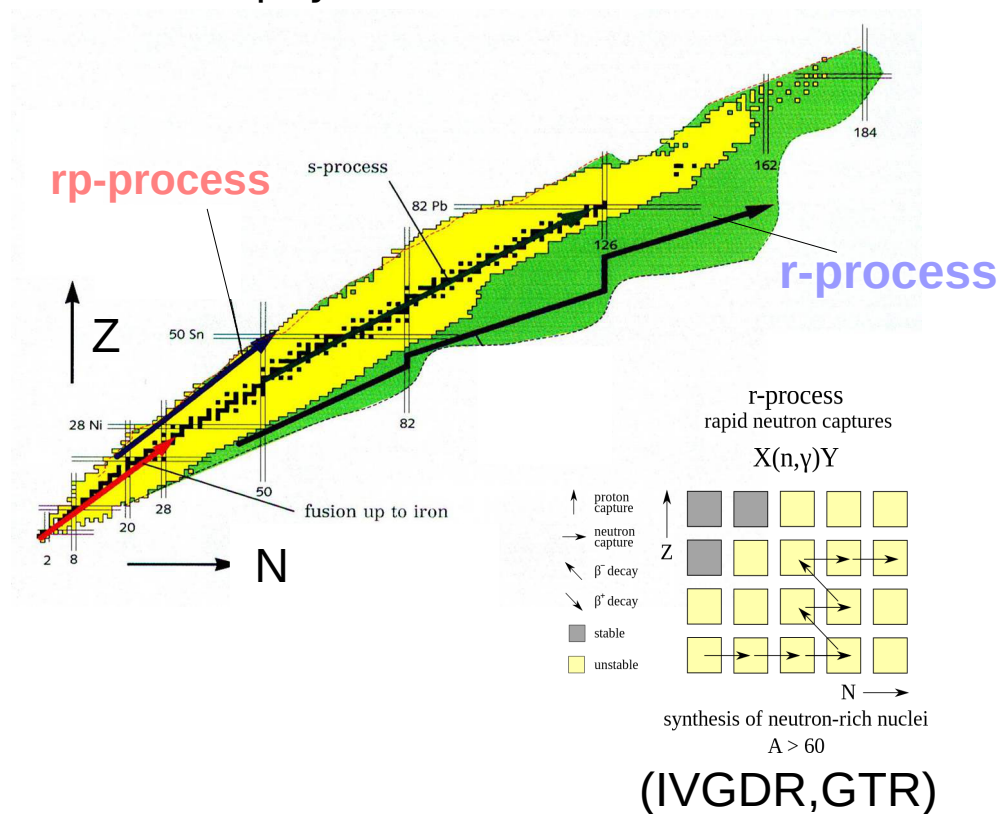 rp-process
s-process
82 Pb
184
162
126
r-process
Z
50 Sn
28 Ni
82
50
28
20
fusion up to iron
2
8
N
r-process
rapid neutron captures
X(n,γ)Y
proton
capture
neutron
capture
β⁻ decay
β⁺ decay
stable
unstable
Z
N
synthesis of neutron-rich nuclei
A > 60
(IVGDR,GTR)